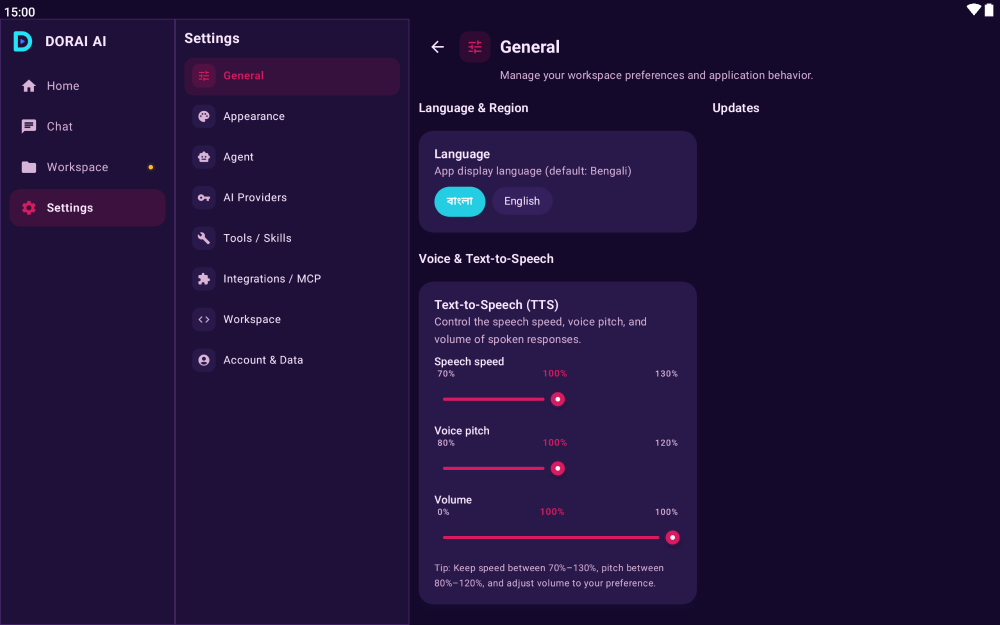 15:00
DORAI AI
Home
Chat
Workspace
Settings
Settings
General
Appearance
Agent
AI Providers
Tools / Skills
Integrations / MCP
Workspace
Account & Data
General
Manage your workspace preferences and application behavior.
Language & Region
Language
App display language (default: Bengali)
বাংলা
English
Voice & Text-to-Speech
Text-to-Speech (TTS)
Control the speech speed, voice pitch, and
volume of spoken responses.
Speech speed
70% 100% 130%
Voice pitch
80% 100% 120%
Volume
0% 100% 100%
Tip: Keep speed between 70%–130%, pitch between
80%–120%, and adjust volume to your preference.
Updates